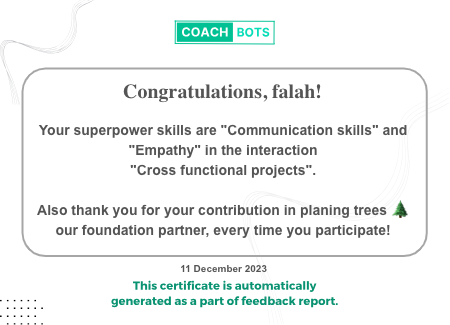 COACH BOTS
Congratulations, falah!
Your superpower skills are "Communication skills" and
"Empathy" in the interaction
"Cross functional projects".
Also thank you for your contribution in planing trees 🌲
our foundation partner, every time you participate!
11 December 2023
This certificate is automatically
generated as a part of feedback report.